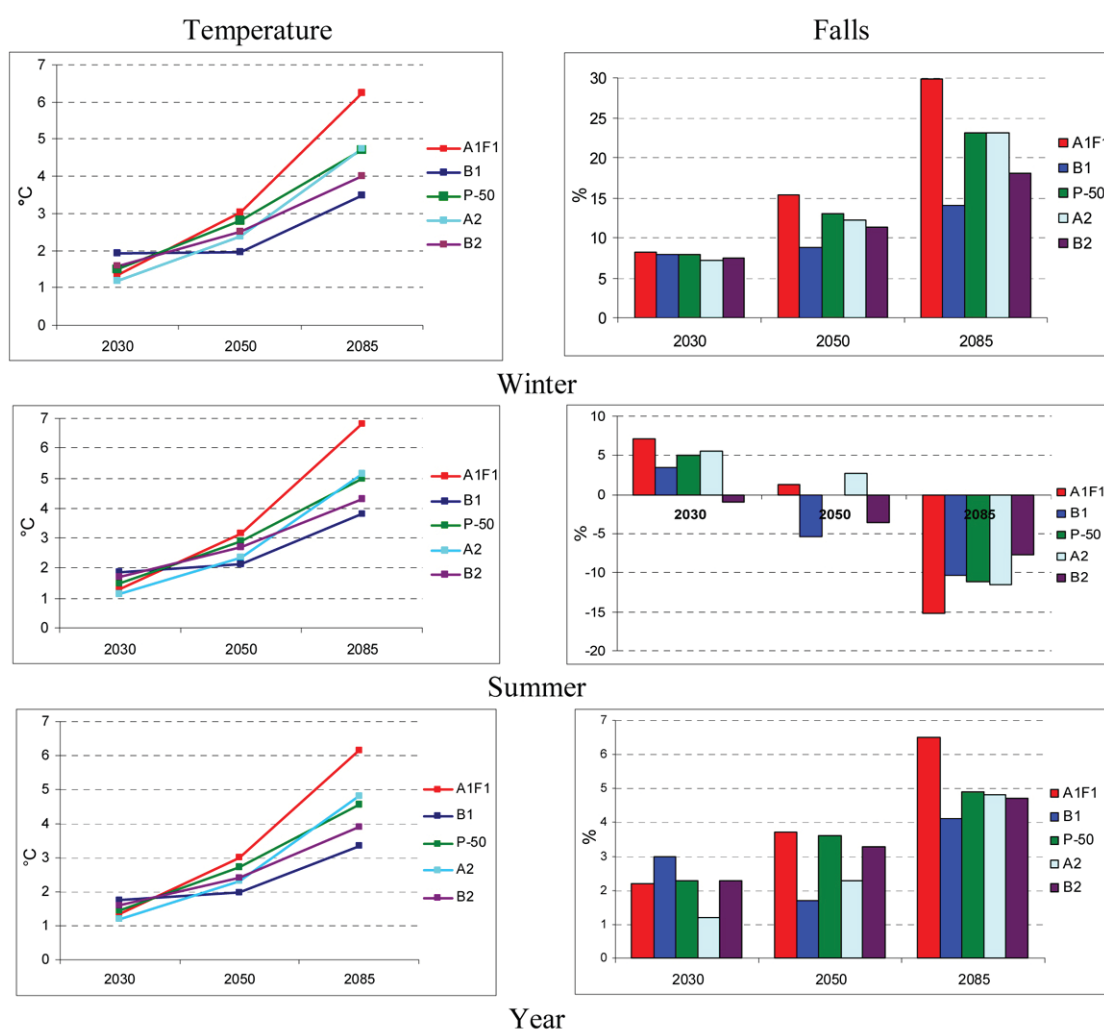 Temperature
Falls
7
6
5
4
3
2
1
0
°C
2030
2050
2085
A1F1
B1
P-50
A2
B2
30
25
20
15
10
5
0
%
2030
2050
2085
A1F1
B1
P-50
A2
B2
Winter
7
6
5
4
3
2
1
0
°C
2030
2050
2085
A1F1
B1
P-50
A2
B2
10
5
0
-5
-10
-15
-20
%
2030
2050
2085
A1F1
B1
P-50
A2
B2
Summer
7
6
5
4
3
2
1
0
°C
2030
2050
2085
A1F1
B1
P-50
A2
B2
7
6
5
4
3
2
1
0
%
2030
2050
2085
A1F1
B1
P-50
A2
B2
Year